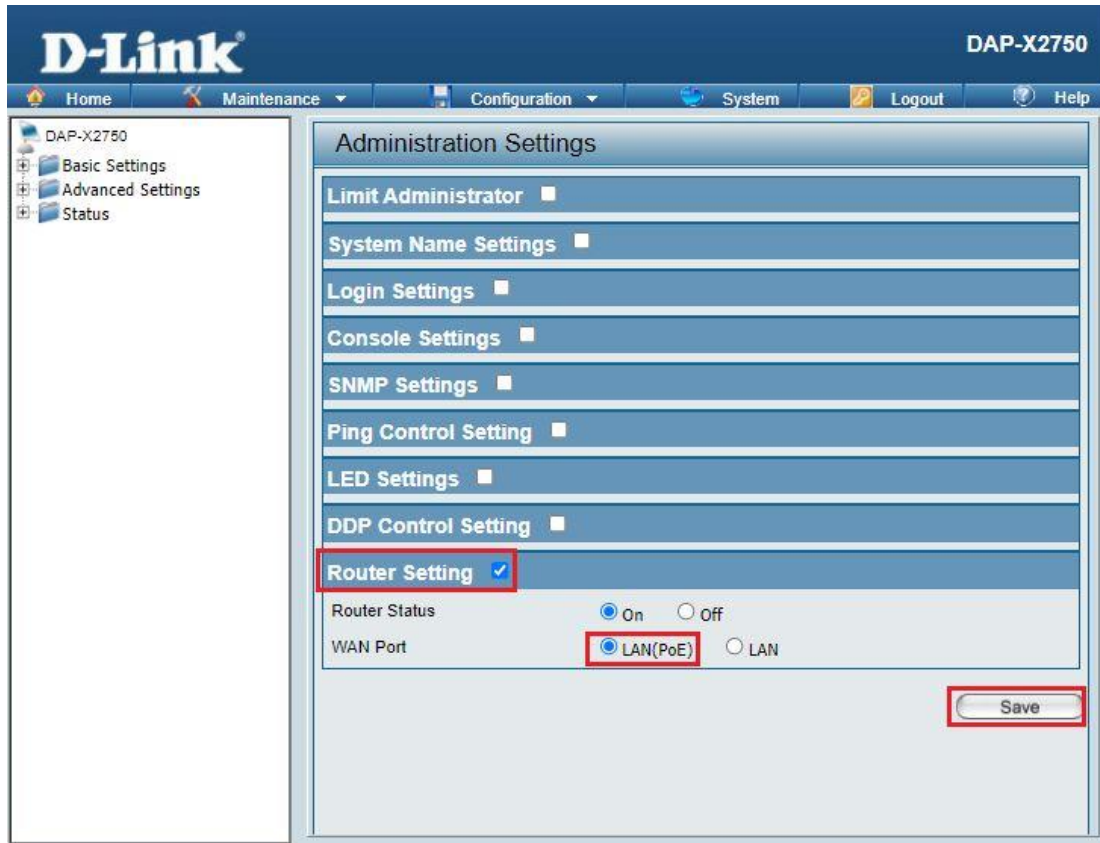 D-Link
DAP-X2750
Home Maintenance Configuration System Logout Help
DAP-X2750
Basic Settings
Advanced Settings
Status
Administration Settings
Limit Administrator
System Name Settings
Login Settings
Console Settings
SNMP Settings
Ping Control Setting
LED Settings
DDP Control Setting
Router Setting
Router Status On Off
WAN Port LAN(PoE) LAN
Save